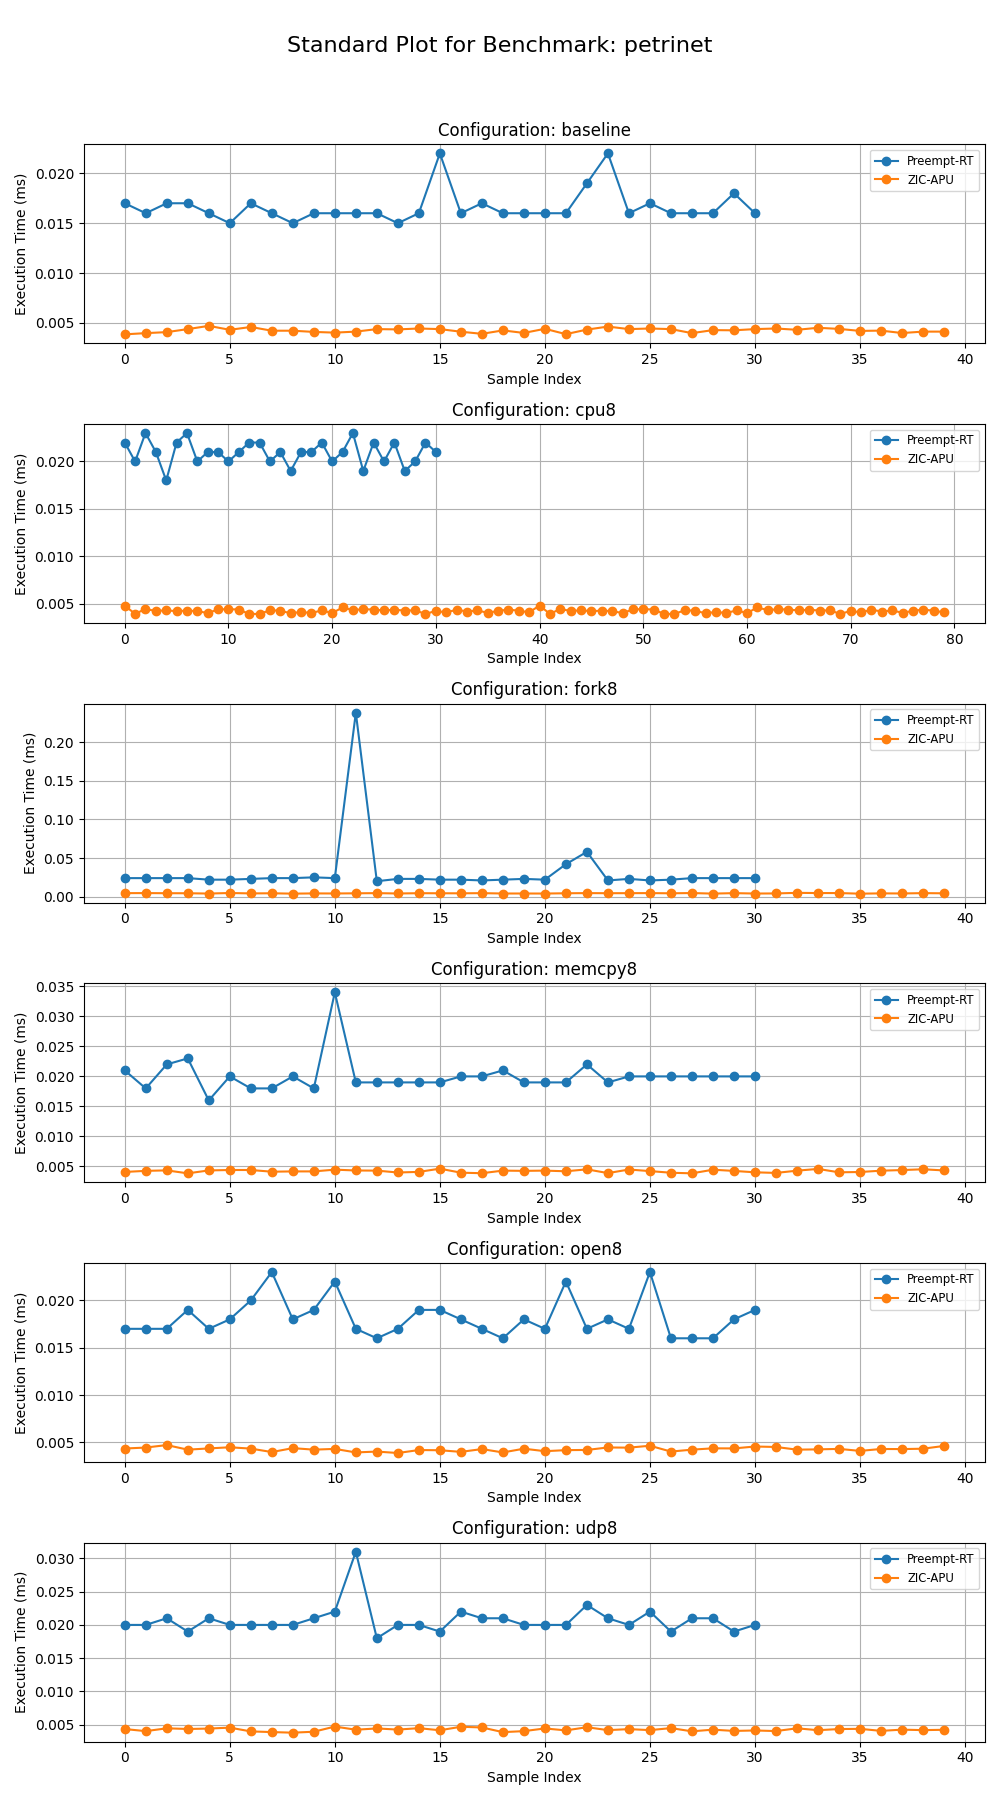 Standard Plot for Benchmark: petrinet
Configuration: baseline
Execution Time (ms)
0.020
0.015
0.010
0.005
Preempt-RT
ZIC-APU
0 5 10 15 20 25 30 35 40
Sample Index
Configuration: cpu8
Execution Time (ms)
0.020
0.015
0.010
0.005
Preempt-RT
ZIC-APU
0 10 20 30 40 50 60 70 80
Sample Index
Configuration: fork8
Execution Time (ms)
0.20
0.15
0.10
0.05
0.00
Preempt-RT
ZIC-APU
0 5 10 15 20 25 30 35 40
Sample Index
Configuration: memcpy8
Execution Time (ms)
0.035
0.030
0.025
0.020
0.015
0.010
0.005
Preempt-RT
ZIC-APU
0 5 10 15 20 25 30 35 40
Sample Index
Configuration: open8
Execution Time (ms)
0.020
0.015
0.010
0.005
Preempt-RT
ZIC-APU
0 5 10 15 20 25 30 35 40
Sample Index
Configuration: udp8
Execution Time (ms)
0.030
0.025
0.020
0.015
0.010
0.005
Preempt-RT
ZIC-APU
0 5 10 15 20 25 30 35 40
Sample Index